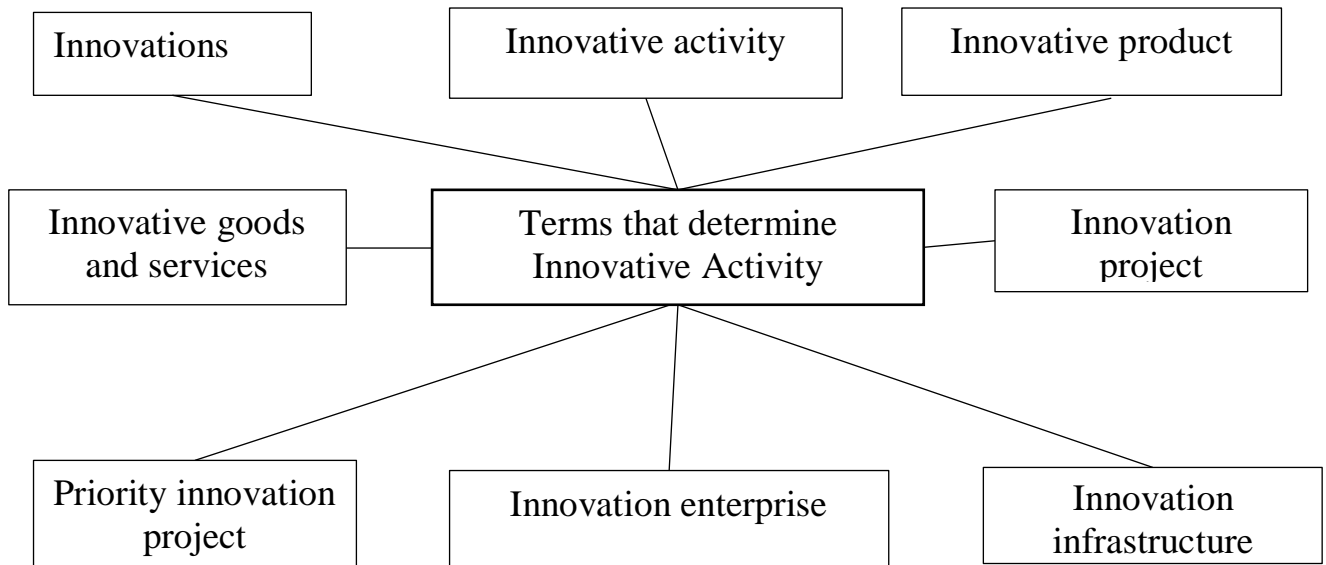 Innovations
Innovative activity
Innovative product
Innovative goods
and services
Terms that determine
Innovative Activity
Innovation
project
Priority innovation
project
Innovation enterprise
Innovation
infrastructure